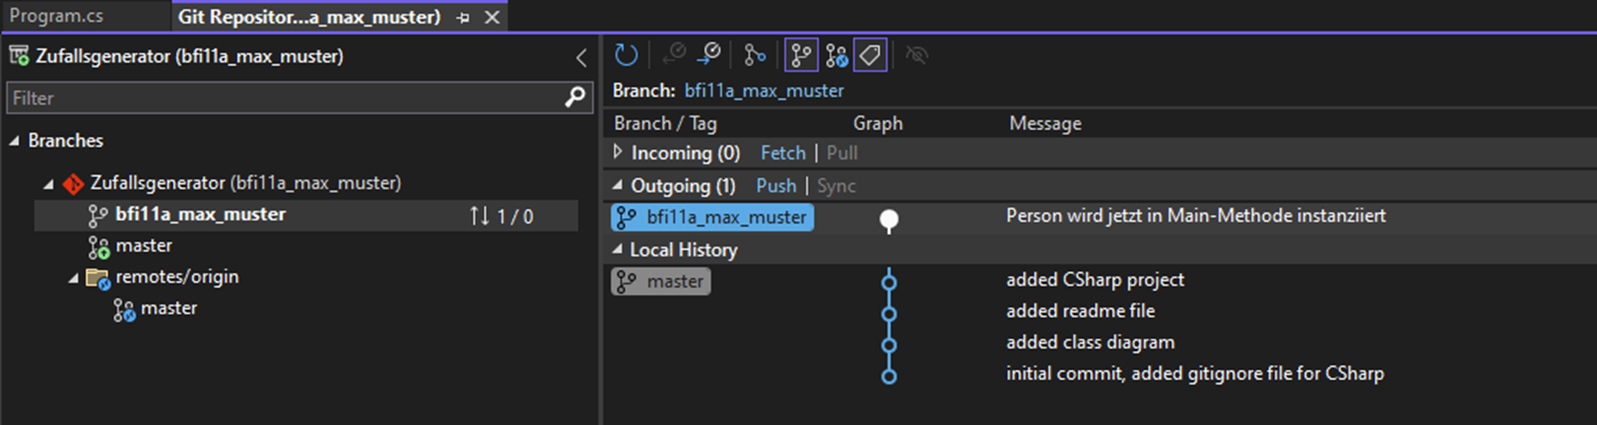 Program.cs
Git Repositor...a_max_muster)
Zufallsgenerator (bfi11a_max_muster)
Filter
Branches
Zufallsgenerator (bfi11a_max_muster)
bfi11a_max_muster 1 / 0
master
remotes/origin
master
Branch: bfi11a_max_muster
Branch / Tag Graph Message
Incoming (0) Fetch | Pull
Outgoing (1) Push | Sync
bfi11a_max_muster Person wird jetzt in Main-Methode instanziiert
Local History
master added CSharp project
added readme file
added class diagram
initial commit, added gitignore file for CSharp